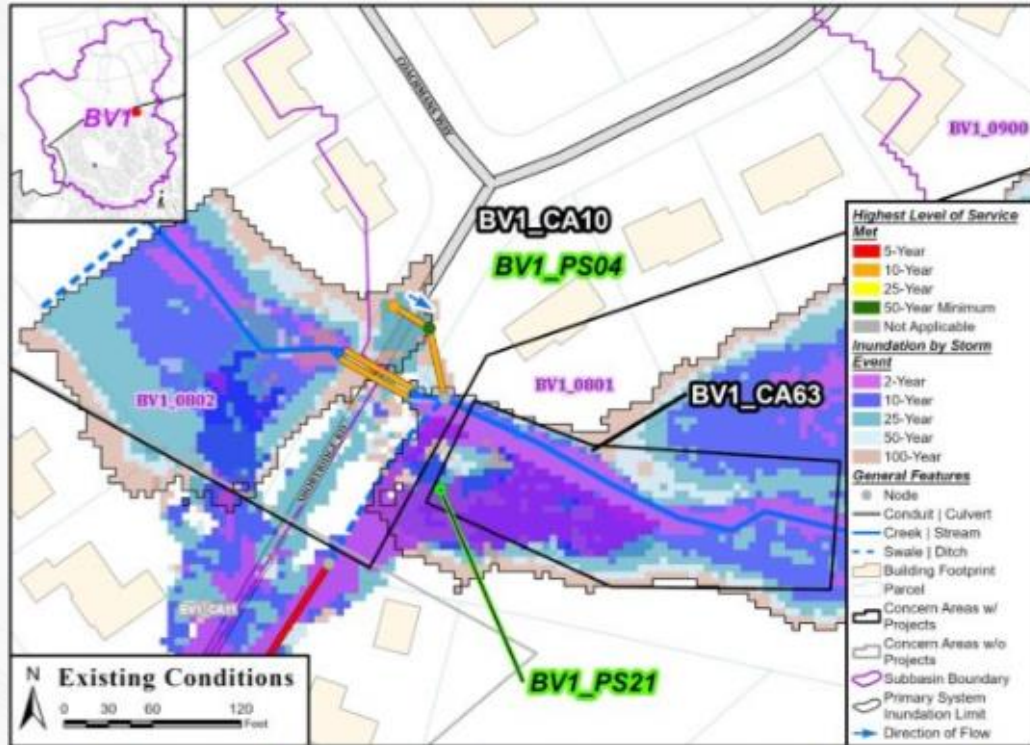 BV1
COACHMANS WAY
BV1_0900
BV1_CA10
BV1_PS04
BV1_0801
BV1_CA63
BV1_0802
BV1_PS21
Highest Level of Service
Met
5-Year
10-Year
25-Year
50-Year Minimum
Not Applicable
Inundation by Storm
Event
2-Year
10-Year
25-Year
50-Year
100-Year
General Features
Node
Conduit | Culvert
Creek | Stream
Swale | Ditch
Building Footprint
Parcel
Concern Areas w/
Projects
Concern Areas w/o
Projects
Subbasin Boundary
Primary System
Inundation Limit
Direction of Flow
N
Existing Conditions
0 30 60 120
Feet